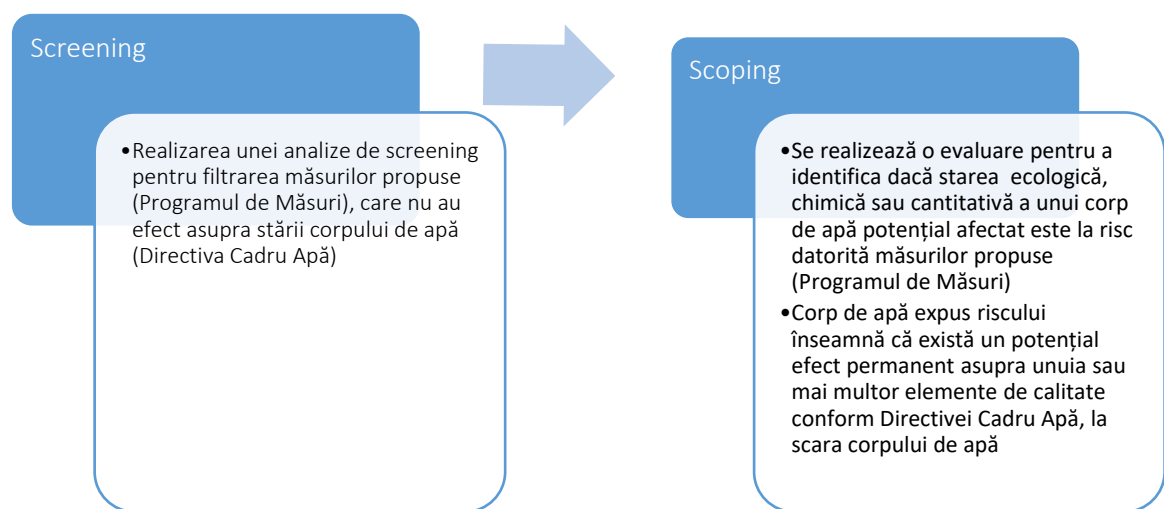 Screening
•Realizarea unei analize de screening
pentru filtrarea măsurilor propuse
(Programul de Măsuri), care nu au
efect asupra stării corpului de apă
(Directiva Cadru Apă)
Scoping
•Se realizează o evaluare pentru a
identifica dacă starea  ecologică,
chimică sau cantitativă a unui corp
de apă potențial afectat este la risc
datorită măsurilor propuse
(Programul de Măsuri)
•Corp de apă expus riscului
înseamnă că există un potențial
efect permanent asupra unuia sau
mai multor elemente de calitate
conform Directivei Cadru Apă, la
scara corpului de apă